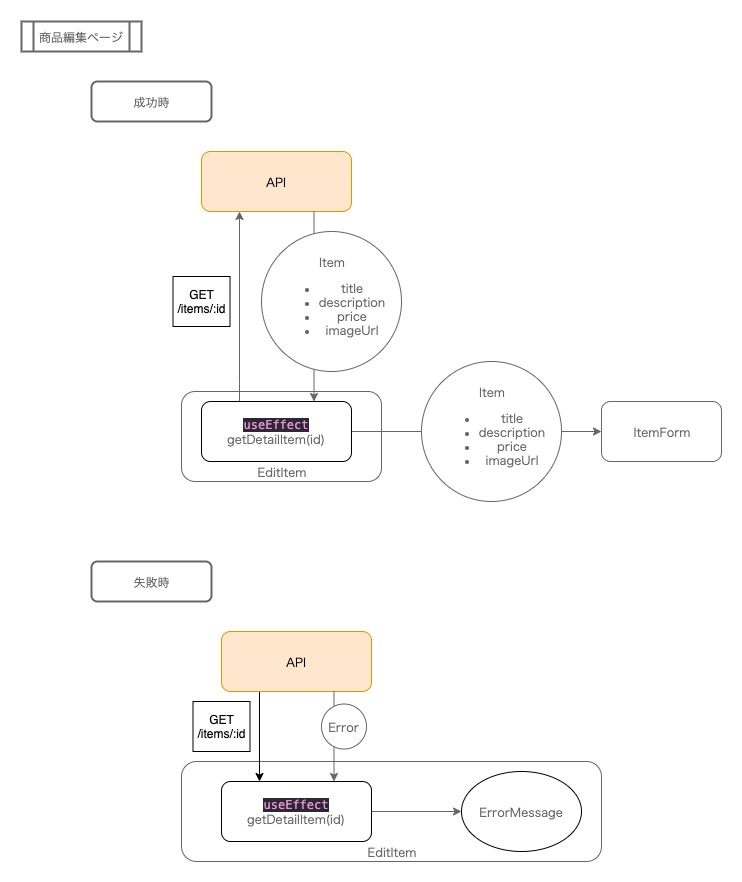 商品編集ページ
成功時
API
GET
/items/:id
Item
title
description
price
imageUrl
useEffect
getDetailItem(id)
EditItem
Item
title
description
price
imageUrl
ItemForm
失敗時
API
GET
/items/:id
Error
useEffect
getDetailItem(id)
ErrorMessage
EditItem